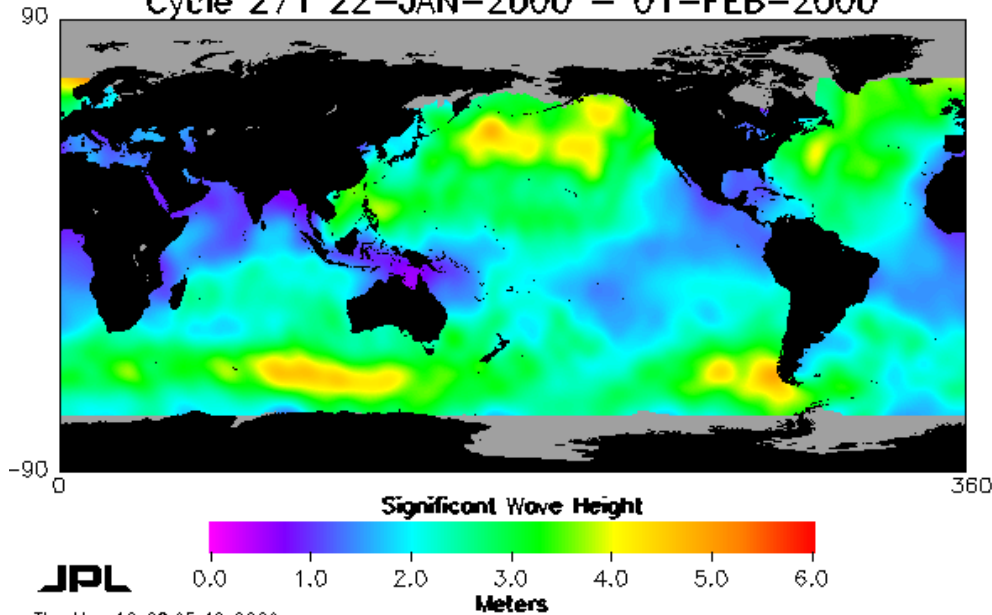 Cycle 271 22-JAN-2000 - 01-FEB-2000
90
-90
0 360
Significant Wave Height
0.0 1.0 2.0 3.0 4.0 5.0 6.0
Meters
JPL